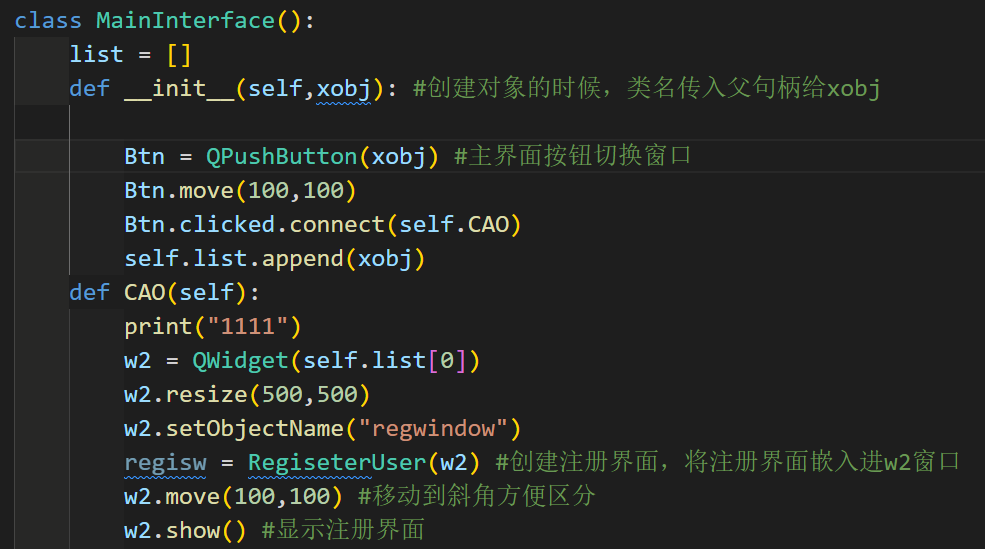 class MainInterface():
    list = []
    def __init__(self,xobj): #创建对象的时候，类名传入父句柄给xobj
        Btn = QPushButton(xobj) #主界面按钮切换窗口
        Btn.move(100,100)
        Btn.clicked.connect(self.CAO)
        self.list.append(xobj)
    def CAO(self):
        print("1111")
        w2 = QWidget(self.list[0])
        w2.resize(500,500)
        w2.setObjectName("regwindow")
        regisw = RegiseterUser(w2) #创建注册界面，将注册界面嵌入进w2窗口
        w2.move(100,100) #移动到斜角方便区分
        w2.show() #显示注册界面